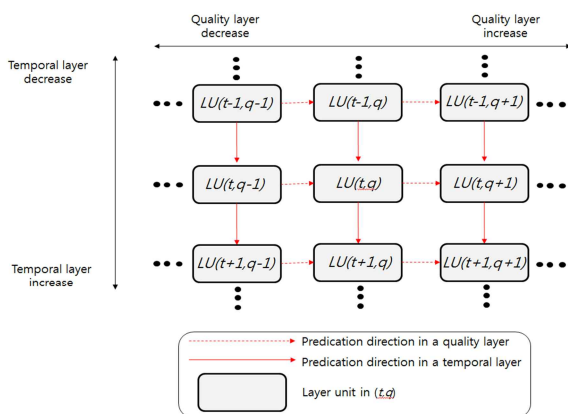 Quality layer
decrease
Quality layer
increase
Temporal layer
decrease
LU(t-1,q-1)
LU(t-1,q)
LU(t-1,q+1)
LU(t,q-1)
LU(t,q)
LU(t,q+1)
Temporal layer
increase
LU(t+1,q-1)
LU(t+1,q)
LU(t+1,q+1)
Predication direction in a quality layer
Predication direction in a temporal layer
Layer unit in (t,q)